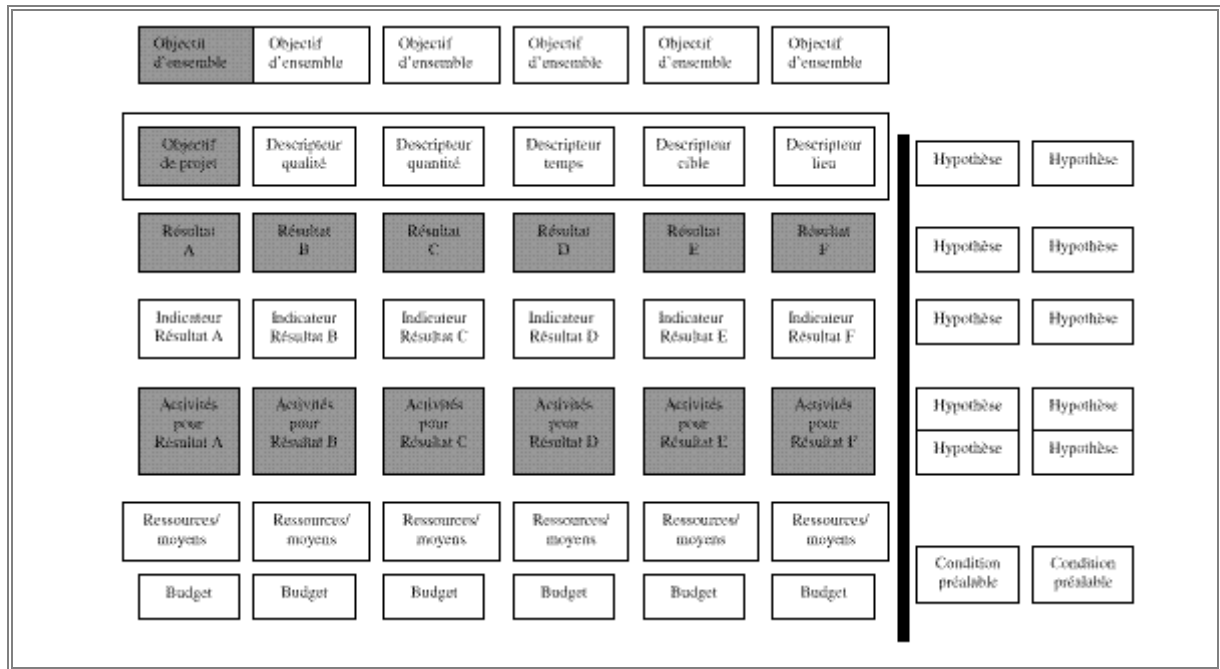 Objectif
d'ensemble
Objectif
d'ensemble
Objectif
d'ensemble
Objectif
d'ensemble
Objectif
d'ensemble
Objectif
d'ensemble
Objectif
de projet
Descripteur
qualité
Descripteur
quantité
Descripteur
temps
Descripteur
cible
Descripteur
lieu
Hypothèse
Hypothèse
Résultat
A
Résultat
B
Résultat
C
Résultat
D
Résultat
E
Résultat
F
Hypothèse
Hypothèse
Indicateur
Résultat A
Indicateur
Résultat B
Indicateur
Résultat C
Indicateur
Résultat D
Indicateur
Résultat E
Indicateur
Résultat F
Hypothèse
Hypothèse
Activités
pour
Résultat A
Activités
pour
Résultat B
Activités
pour
Résultat C
Activités
pour
Résultat D
Activités
pour
Résultat E
Activités
pour
Résultat F
Hypothèse
Hypothèse
Hypothèse
Hypothèse
Ressources/
moyens
Ressources/
moyens
Ressources/
moyens
Ressources/
moyens
Ressources/
moyens
Ressources/
moyens
Condition
préalable
Condition
préalable
Budget
Budget
Budget
Budget
Budget
Budget